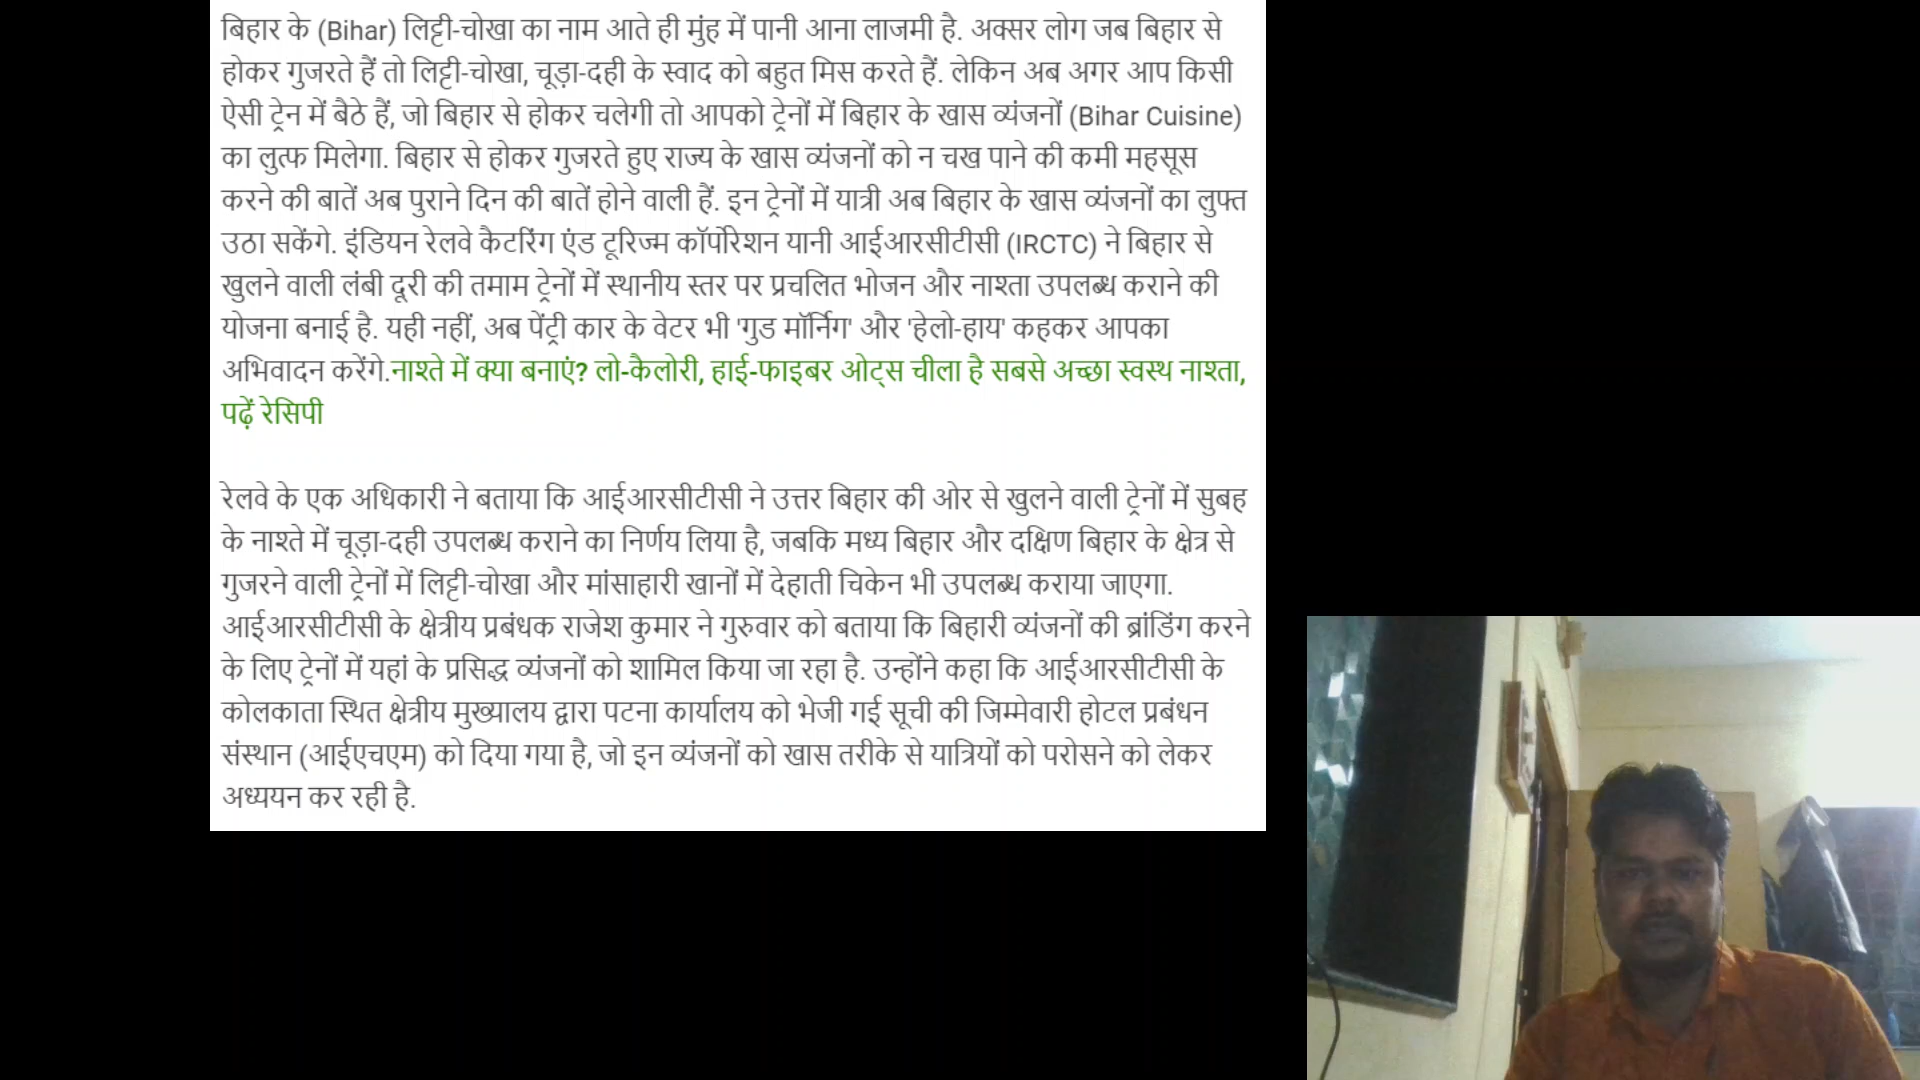 बिहार के (Bihar) लिट्टी-चोखा का नाम आते ही मुंह में पानी आना लाजमी है. अक्सर लोग जब बिहार से
होकर गुजरते हैं तो लिट्टी-चोखा, चूड़ा-दही के स्वाद को बहुत मिस करते हैं. लेकिन अब अगर आप किसी
ऐसी ट्रेन में बैठे हैं, जो बिहार से होकर चलेगी तो आपको ट्रेनों में बिहार के खास व्यंजनों (Bihar Cuisine)
का लुत्फ मिलेगा. बिहार से होकर गुजरते हुए राज्य के खास व्यंजनों को न चख पाने की कमी महसूस
करने की बातें अब पुराने दिन की बातें होने वाली हैं. इन ट्रेनों में यात्री अब बिहार के खास व्यंजनों का लुफ्त
उठा सकेंगे. इंडियन रेलवे कैटरिंग एंड टूरिज्म कॉर्पोरेशन यानी आईआरसीटीसी (IRCTC) ने बिहार से
खुलने वाली लंबी दूरी की तमाम ट्रेनों में स्थानीय स्तर पर प्रचलित भोजन और नाश्ता उपलब्ध कराने की
योजना बनाई है. यही नहीं, अब पेंट्री कार के वेटर भी 'गुड मॉर्निग' और 'हेलो-हाय' कहकर आपका
अभिवादन करेंगे.नाश्ते में क्या बनाएं? लो-कैलोरी, हाई-फाइबर ओट्स चीला है सबसे अच्छा स्वस्थ नाश्ता,
पढ़ें रेसिपी
रेलवे के एक अधिकारी ने बताया कि आईआरसीटीसी ने उत्तर बिहार की ओर से खुलने वाली ट्रेनों में सुबह
के नाश्ते में चूड़ा-दही उपलब्ध कराने का निर्णय लिया है, जबकि मध्य बिहार और दक्षिण बिहार के क्षेत्र से
गुजरने वाली ट्रेनों में लिट्टी-चोखा और मांसाहारी खानों में देहाती चिकेन भी उपलब्ध कराया जाएगा.
आईआरसीटीसी के क्षेत्रीय प्रबंधक राजेश कुमार ने गुरुवार को बताया कि बिहारी व्यंजनों की ब्रांडिंग करने
के लिए ट्रेनों में यहां के प्रसिद्ध व्यंजनों को शामिल किया जा रहा है. उन्होंने कहा कि आईआरसीटीसी के
कोलकाता स्थित क्षेत्रीय मुख्यालय द्वारा पटना कार्यालय को भेजी गई सूची की जिम्मेवारी होटल प्रबंधन
संस्थान (आईएचएम) को दिया गया है, जो इन व्यंजनों को खास तरीके से यात्रियों को परोसने को लेकर
अध्ययन कर रही है.